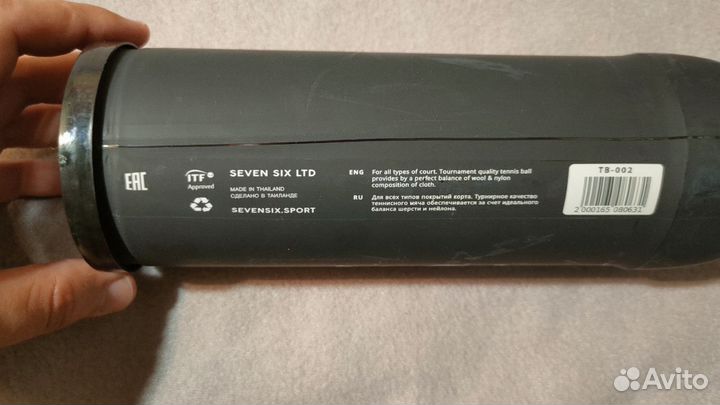 EAC
ITF
Approved
SEVEN SIX LTD
MADE IN THAILAND
СДЕЛАНО В ТАИЛАНДЕ
SEVENSIX.SPORT
ENG
For all types of court. Tournament quality tennis ball
provides by a perfect balance of wool & nylon
composition of cloth.
RU
Для всех типов покрытий корта. Турнирное качество
теннисного мяча обеспечивается за счет идеального
баланса шерсти и нейлона.
TB-002
2 000165 080631
Avito